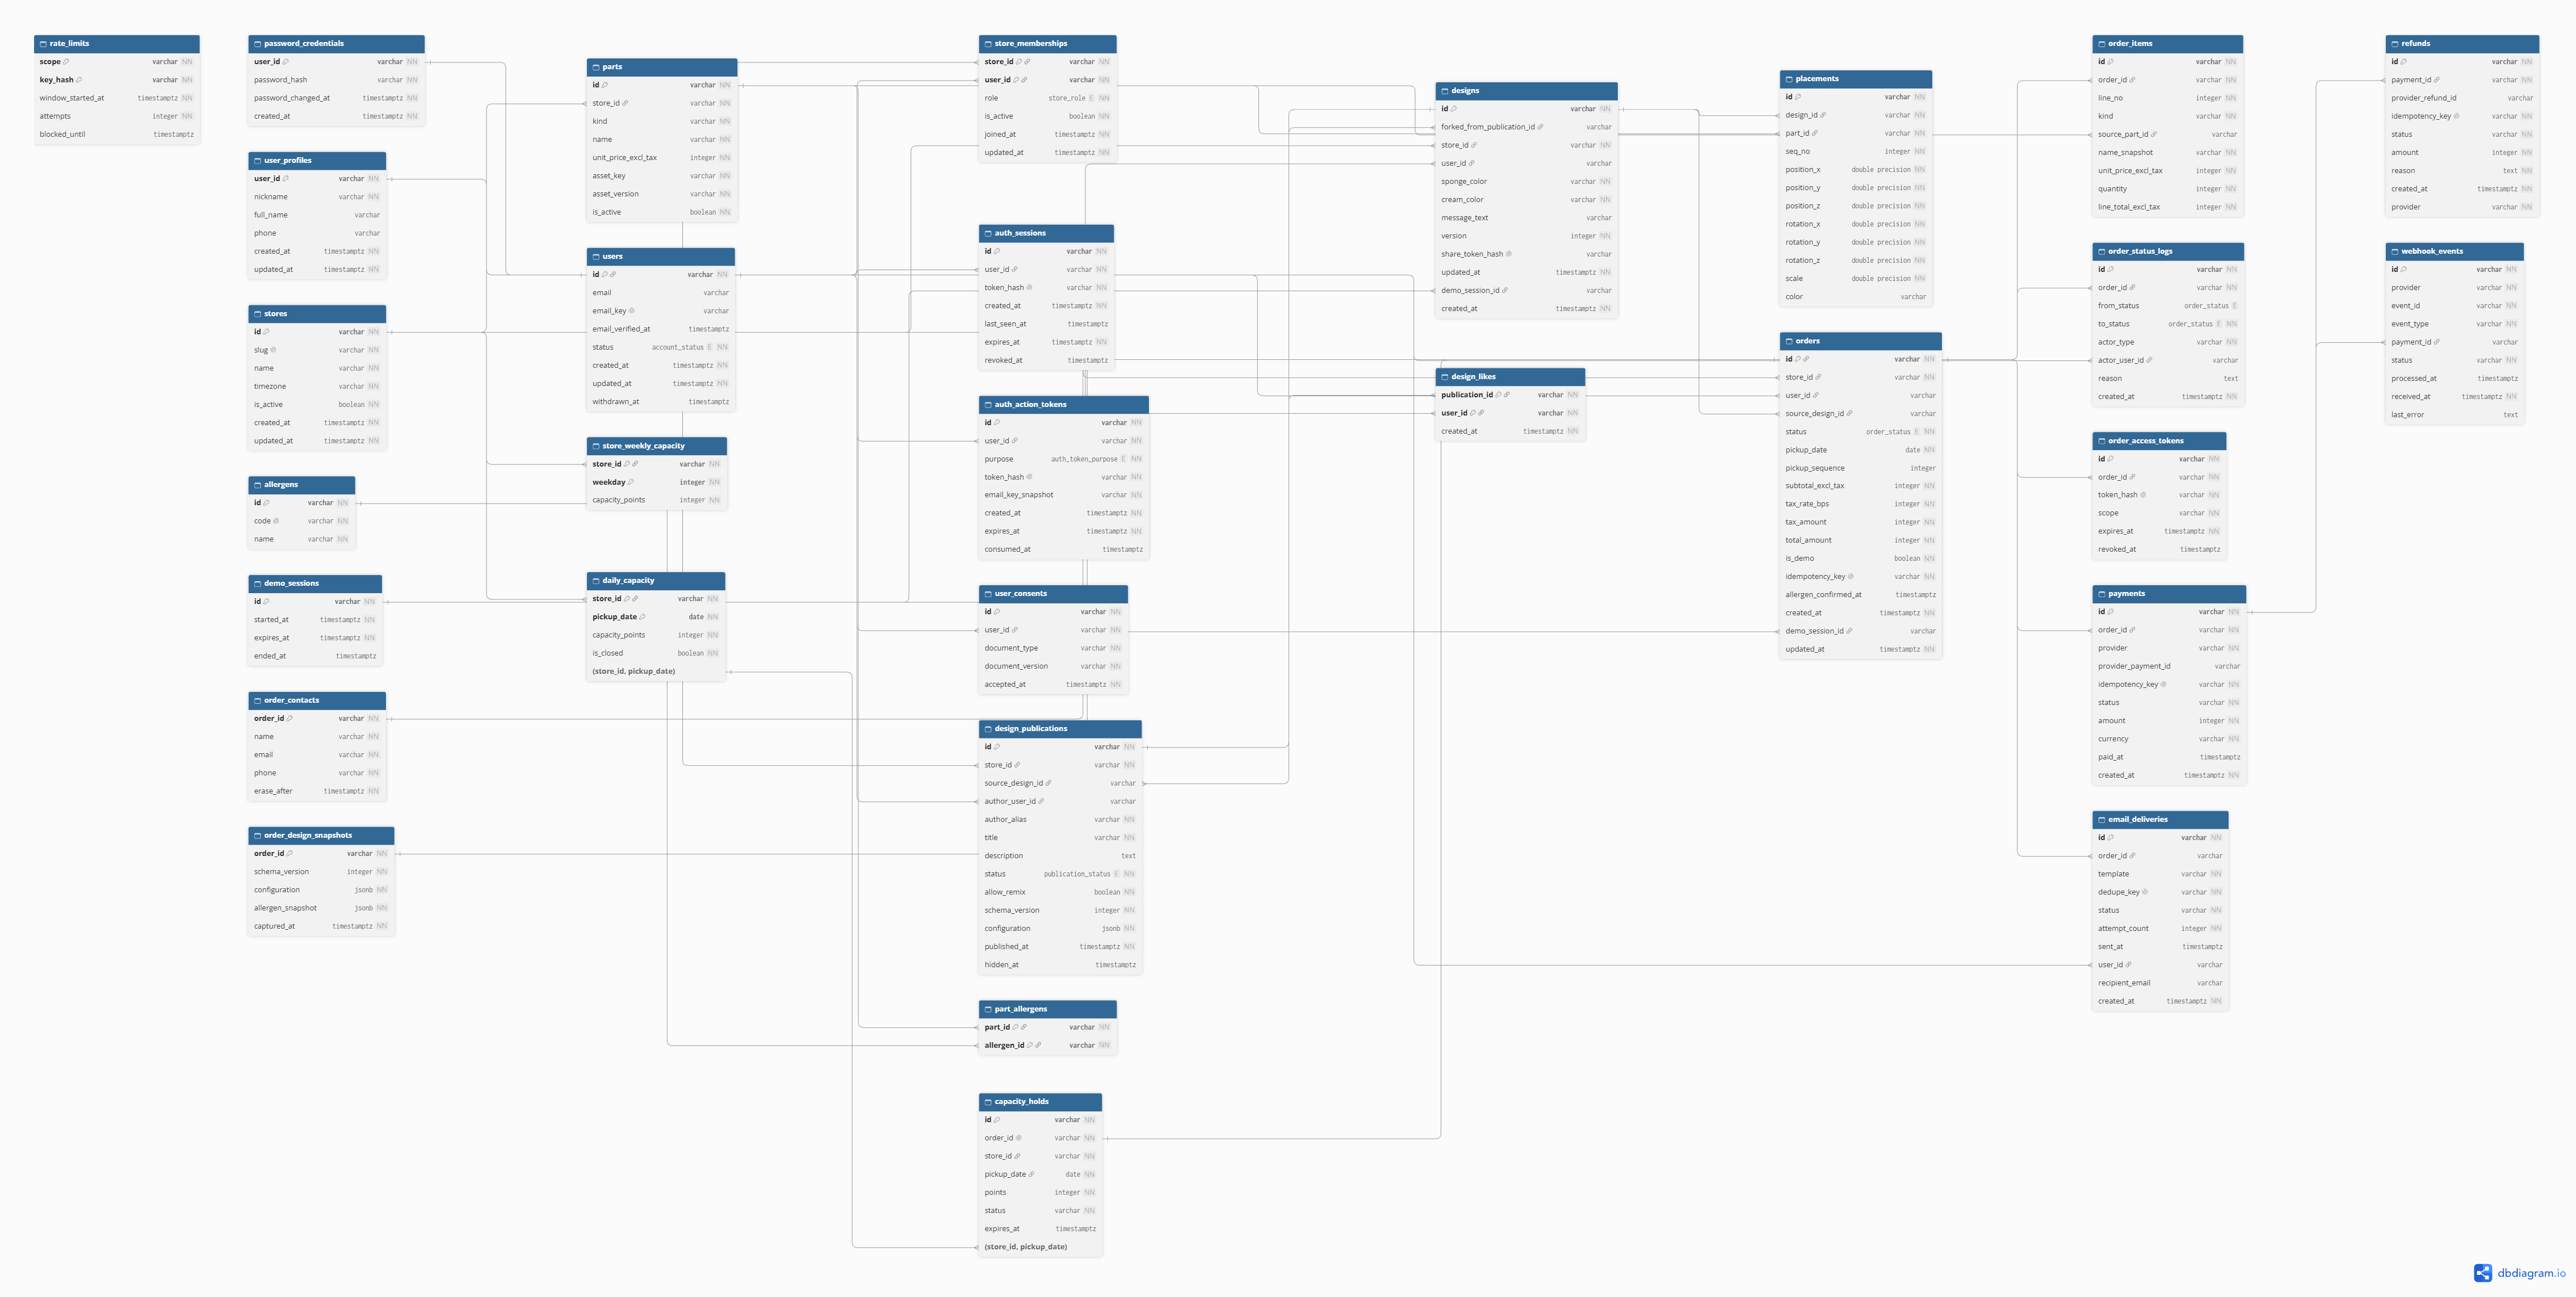 rate_limits
scope varchar NN
key_hash varchar NN
window_started_at timestamptz NN
attempts integer NN
blocked_until timestamptz
password_credentials
user_id varchar NN
password_hash varchar NN
password_changed_at timestamptz NN
created_at timestamptz NN
user_profiles
user_id varchar NN
nickname varchar NN
full_name varchar
phone varchar
created_at timestamptz NN
updated_at timestamptz NN
stores
id varchar NN
slug varchar NN
name varchar NN
timezone varchar NN
is_active boolean NN
created_at timestamptz NN
updated_at timestamptz NN
allergens
id varchar NN
code varchar NN
name varchar NN
demo_sessions
id varchar NN
started_at timestamptz NN
expires_at timestamptz NN
ended_at timestamptz
order_contacts
order_id varchar NN
name varchar NN
email varchar NN
phone varchar NN
erase_after timestamptz NN
order_design_snapshots
order_id varchar NN
schema_version integer NN
configuration jsonb NN
allergen_snapshot jsonb NN
captured_at timestamptz NN
parts
id varchar NN
store_id varchar NN
kind varchar NN
name varchar NN
unit_price_excl_tax integer NN
asset_key varchar NN
asset_version varchar NN
is_active boolean NN
users
id varchar NN
email varchar
email_key varchar
email_verified_at timestamptz
status account_status E NN
created_at timestamptz NN
updated_at timestamptz NN
withdrawn_at timestamptz
store_weekly_capacity
store_id varchar NN
weekday integer NN
capacity_points integer NN
daily_capacity
store_id varchar NN
pickup_date date NN
capacity_points integer NN
is_closed boolean NN
(store_id, pickup_date)
store_memberships
store_id varchar NN
user_id varchar NN
role store_role E NN
is_active boolean NN
joined_at timestamptz NN
updated_at timestamptz NN
auth_sessions
id varchar NN
user_id varchar NN
token_hash varchar NN
created_at timestamptz NN
last_seen_at timestamptz
expires_at timestamptz NN
revoked_at timestamptz
auth_action_tokens
id varchar NN
user_id varchar NN
purpose auth_token_purpose E NN
token_hash varchar NN
email_key_snapshot varchar NN
created_at timestamptz NN
expires_at timestamptz NN
consumed_at timestamptz
user_consents
id varchar NN
user_id varchar NN
document_type varchar NN
document_version varchar NN
accepted_at timestamptz NN
design_publications
id varchar NN
store_id varchar NN
source_design_id varchar
author_user_id varchar
author_alias varchar NN
title varchar NN
description text
status publication_status E NN
allow_remix boolean NN
schema_version integer NN
configuration jsonb NN
published_at timestamptz NN
hidden_at timestamptz
part_allergens
part_id varchar NN
allergen_id varchar NN
capacity_holds
id varchar NN
order_id varchar NN
store_id varchar NN
pickup_date date NN
points integer NN
status varchar NN
expires_at timestamptz
(store_id, pickup_date)
designs
id varchar NN
forked_from_publication_id varchar
store_id varchar NN
user_id varchar
sponge_color varchar NN
cream_color varchar NN
message_text varchar
version integer NN
share_token_hash varchar
updated_at timestamptz NN
demo_session_id varchar
created_at timestamptz NN
design_likes
publication_id varchar NN
user_id varchar NN
created_at timestamptz NN
placements
id varchar NN
design_id varchar NN
part_id varchar NN
seq_no integer NN
position_x double precision NN
position_y double precision NN
position_z double precision NN
rotation_x double precision NN
rotation_y double precision NN
rotation_z double precision NN
scale double precision NN
color varchar
orders
id varchar NN
store_id varchar NN
user_id varchar
source_design_id varchar
status order_status E NN
pickup_date date NN
pickup_sequence integer
subtotal_excl_tax integer NN
tax_rate_bps integer NN
tax_amount integer NN
total_amount integer NN
is_demo boolean NN
idempotency_key varchar NN
allergen_confirmed_at timestamptz
created_at timestamptz NN
demo_session_id varchar
updated_at timestamptz NN
order_items
id varchar NN
order_id varchar NN
line_no integer NN
kind varchar NN
source_part_id varchar
name_snapshot varchar NN
unit_price_excl_tax integer NN
quantity integer NN
line_total_excl_tax integer NN
order_status_logs
id varchar NN
order_id varchar NN
from_status order_status E
to_status order_status E NN
actor_type varchar NN
actor_user_id varchar
reason text
created_at timestamptz NN
order_access_tokens
id varchar NN
order_id varchar NN
token_hash varchar NN
scope varchar NN
expires_at timestamptz NN
revoked_at timestamptz
payments
id varchar NN
order_id varchar NN
provider varchar NN
provider_payment_id varchar
idempotency_key varchar NN
status varchar NN
amount integer NN
currency varchar NN
paid_at timestamptz
created_at timestamptz NN
email_deliveries
id varchar NN
order_id varchar
template varchar NN
dedupe_key varchar NN
status varchar NN
attempt_count integer NN
sent_at timestamptz
user_id varchar
recipient_email varchar
created_at timestamptz NN
refunds
id varchar NN
payment_id varchar NN
provider_refund_id varchar
idempotency_key varchar NN
status varchar NN
amount integer NN
reason text NN
created_at timestamptz NN
provider varchar NN
webhook_events
id varchar NN
provider varchar NN
event_id varchar NN
event_type varchar NN
payment_id varchar
status varchar NN
processed_at timestamptz
received_at timestamptz NN
last_error text
dbdiagram.io